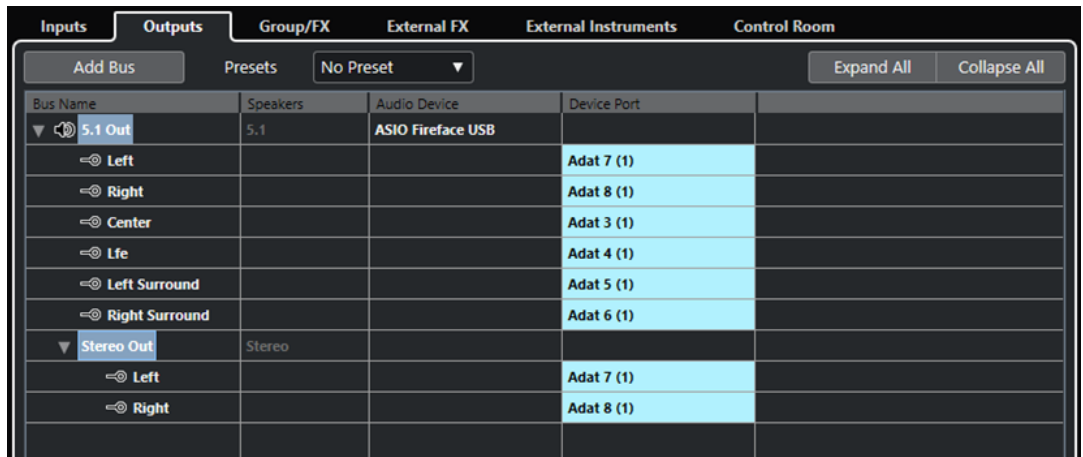 Inputs Outputs Group/FX External FX External Instruments Control Room
Add Bus Presets No Preset Expand All Collapse All
Bus Name Speakers Audio Device Device Port
5.1 Out 5.1 ASIO Fireface USB
Left Adat 7 (1)
Right Adat 8 (1)
Center Adat 3 (1)
Lfe Adat 4 (1)
Left Surround Adat 5 (1)
Right Surround Adat 6 (1)
Stereo Out Stereo
Left Adat 7 (1)
Right Adat 8 (1)